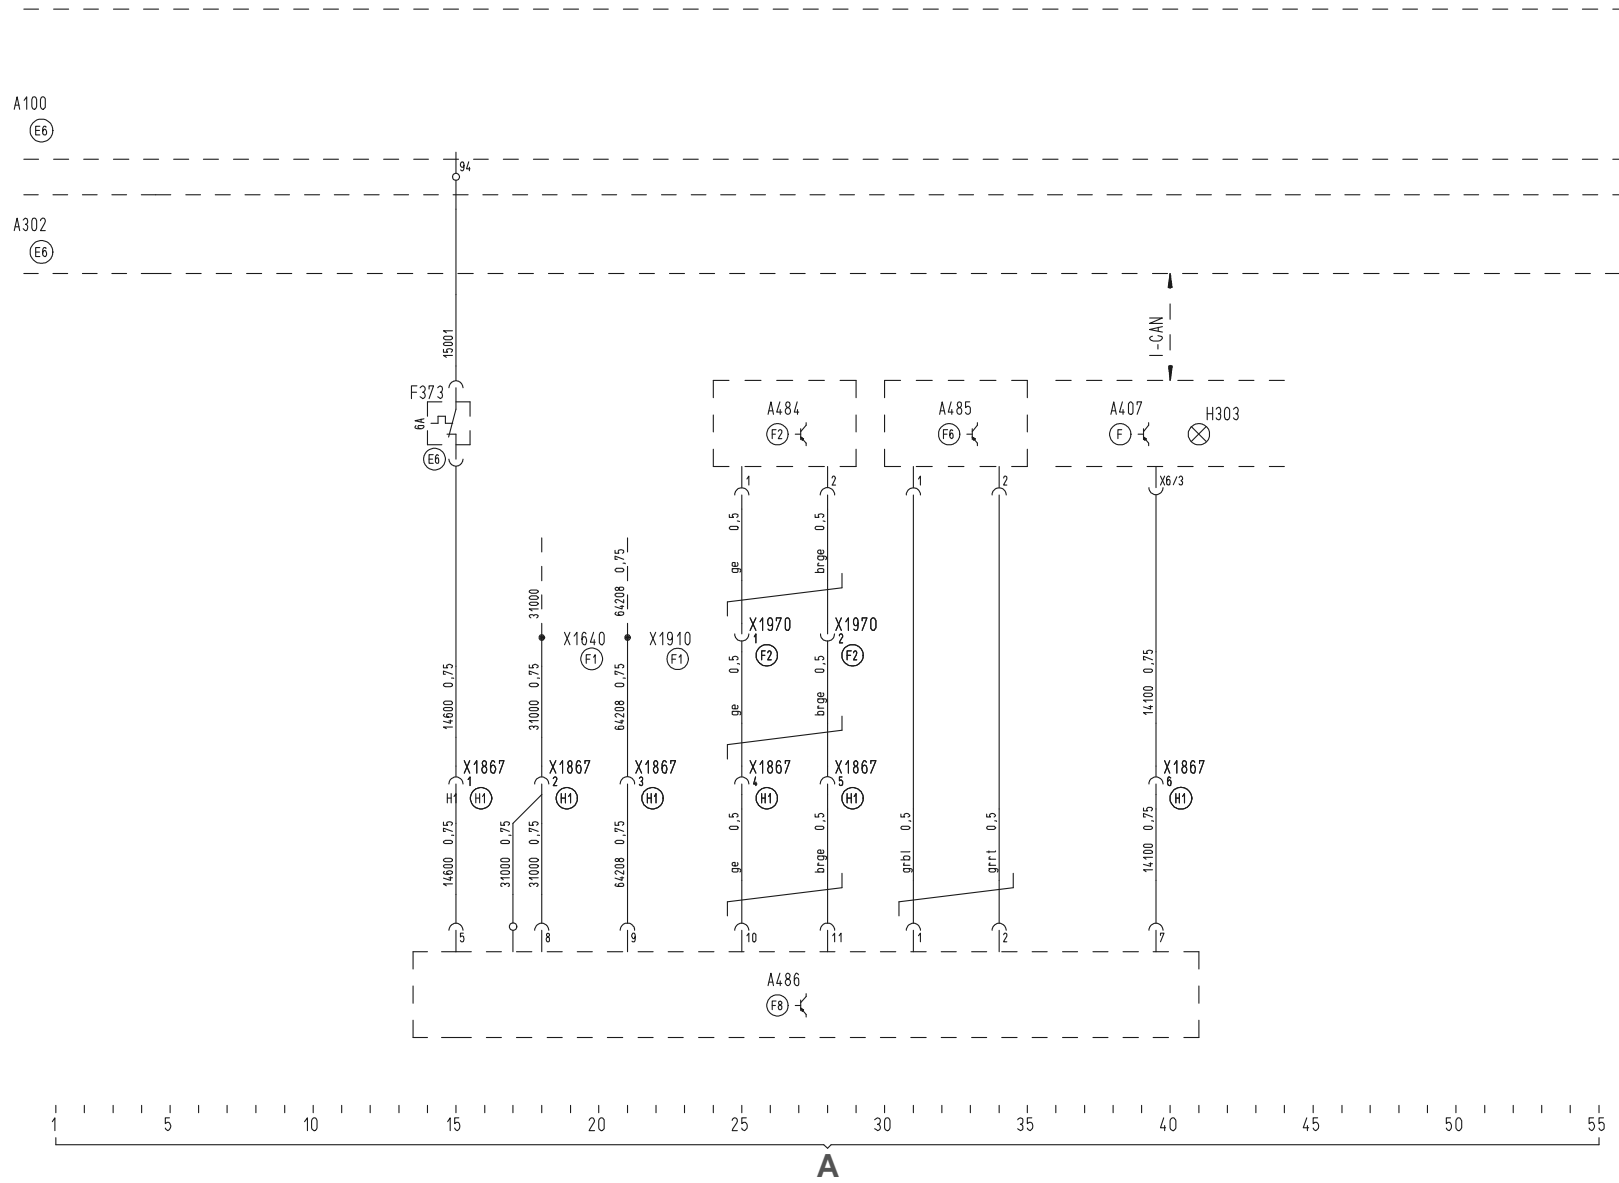 A100
E6
94
A302
E6
I-CAN
15001
F373
6A
E6
A484
F2
A485
F6
A407
F
H303
1
2
1
2
X6/3
ge 0,5
brge 0,5
31000
64208 0,75
X1640
F1
X1910
F1
X1970
1
F2
X1970
2
F2
14600 0,75
31000 0,75
64208 0,75
ge 0,5
brge 0,5
14100 0,75
X1867
1
H1
H1
X1867
2
H1
X1867
3
H1
X1867
4
H1
X1867
5
H1
X1867
6
H1
14600 0,75
31000 0,75
31000 0,75
64208 0,75
ge 0,5
brge 0,5
grbl 0,5
grrt 0,5
14100 0,75
5
8
9
10
11
1
2
7
A486
F8
1 5 10 15 20 25 30 35 40 45 50 55
A